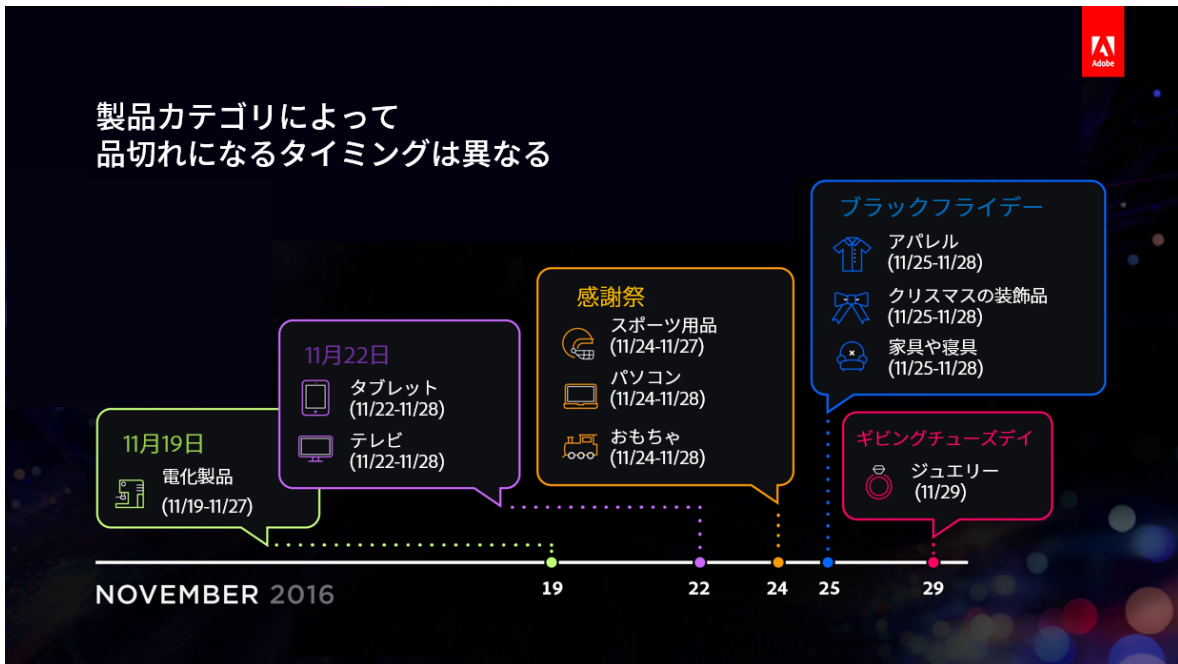 Adobe
製品カテゴリによって
品切れになるタイミングは異なる
11月19日
電化製品
(11/19-11/27)
11月22日
タブレット
(11/22-11/28)
テレビ
(11/22-11/28)
感謝祭
スポーツ用品
(11/24-11/27)
パソコン
(11/24-11/28)
おもちゃ
(11/24-11/28)
ブラックフライデー
アパレル
(11/25-11/28)
クリスマスの装飾品
(11/25-11/28)
家具や寝具
(11/25-11/28)
ギビングチューズデイ
ジュエリー
(11/29)
NOVEMBER 2016
19
22
24
25
29